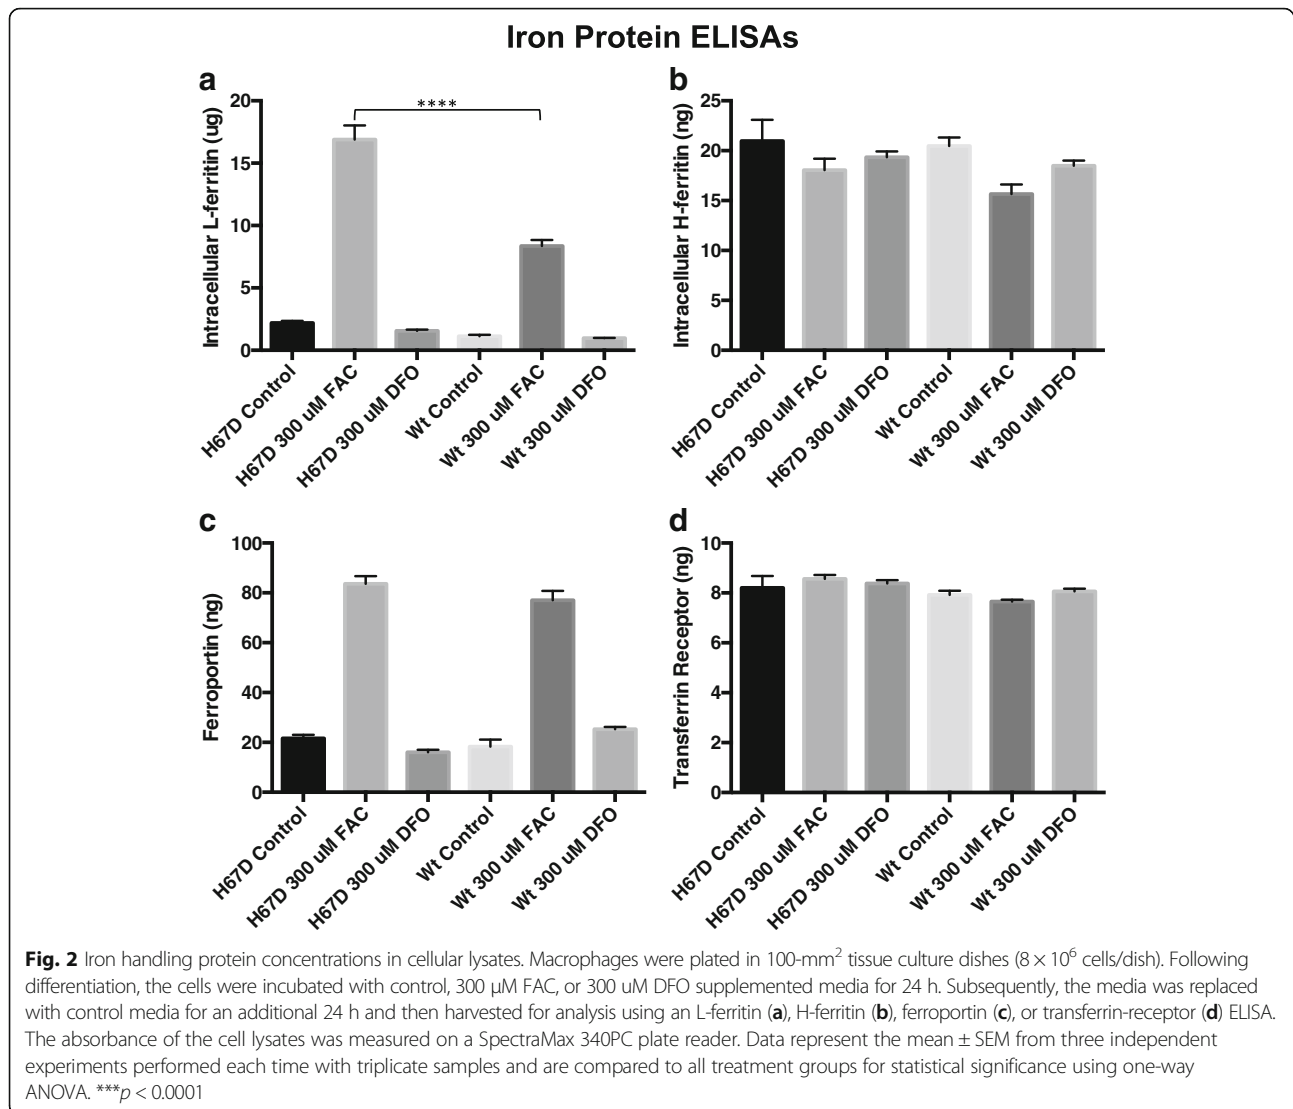 Iron Protein ELISAs
a
b
****
Intracellular L-ferritin (ug)
20
15
10
5
0
H67D Control
H67D 300 uM FAC
H67D 300 uM DFO
Wt Control
Wt 300 uM FAC
Wt 300 uM DFO
Intracellular H-ferritin (ng)
25
20
15
10
5
0
H67D Control
H67D 300 uM FAC
H67D 300 uM DFO
Wt Control
Wt 300 uM FAC
Wt 300 uM DFO
c
d
Ferroportin (ng)
100
80
60
40
20
0
H67D Control
H67D 300 uM FAC
H67D 300 uM DFO
Wt Control
Wt 300 uM FAC
Wt 300 uM DFO
Transferrin Receptor (ng)
10
8
6
4
2
0
H67D Control
H67D 300 uM FAC
H67D 300 uM DFO
Wt Control
Wt 300 uM FAC
Wt 300 uM DFO
Fig. 2 Iron handling protein concentrations in cellular lysates. Macrophages were plated in 100-mm² tissue culture dishes (8 × 10⁶ cells/dish). Following
differentiation, the cells were incubated with control, 300 μM FAC, or 300 uM DFO supplemented media for 24 h. Subsequently, the media was replaced
with control media for an additional 24 h and then harvested for analysis using an L-ferritin (a), H-ferritin (b), ferroportin (c), or transferrin-receptor (d) ELISA.
The absorbance of the cell lysates was measured on a SpectraMax 340PC plate reader. Data represent the mean ± SEM from three independent
experiments performed each time with triplicate samples and are compared to all treatment groups for statistical significance using one-way
ANOVA. ***p < 0.0001